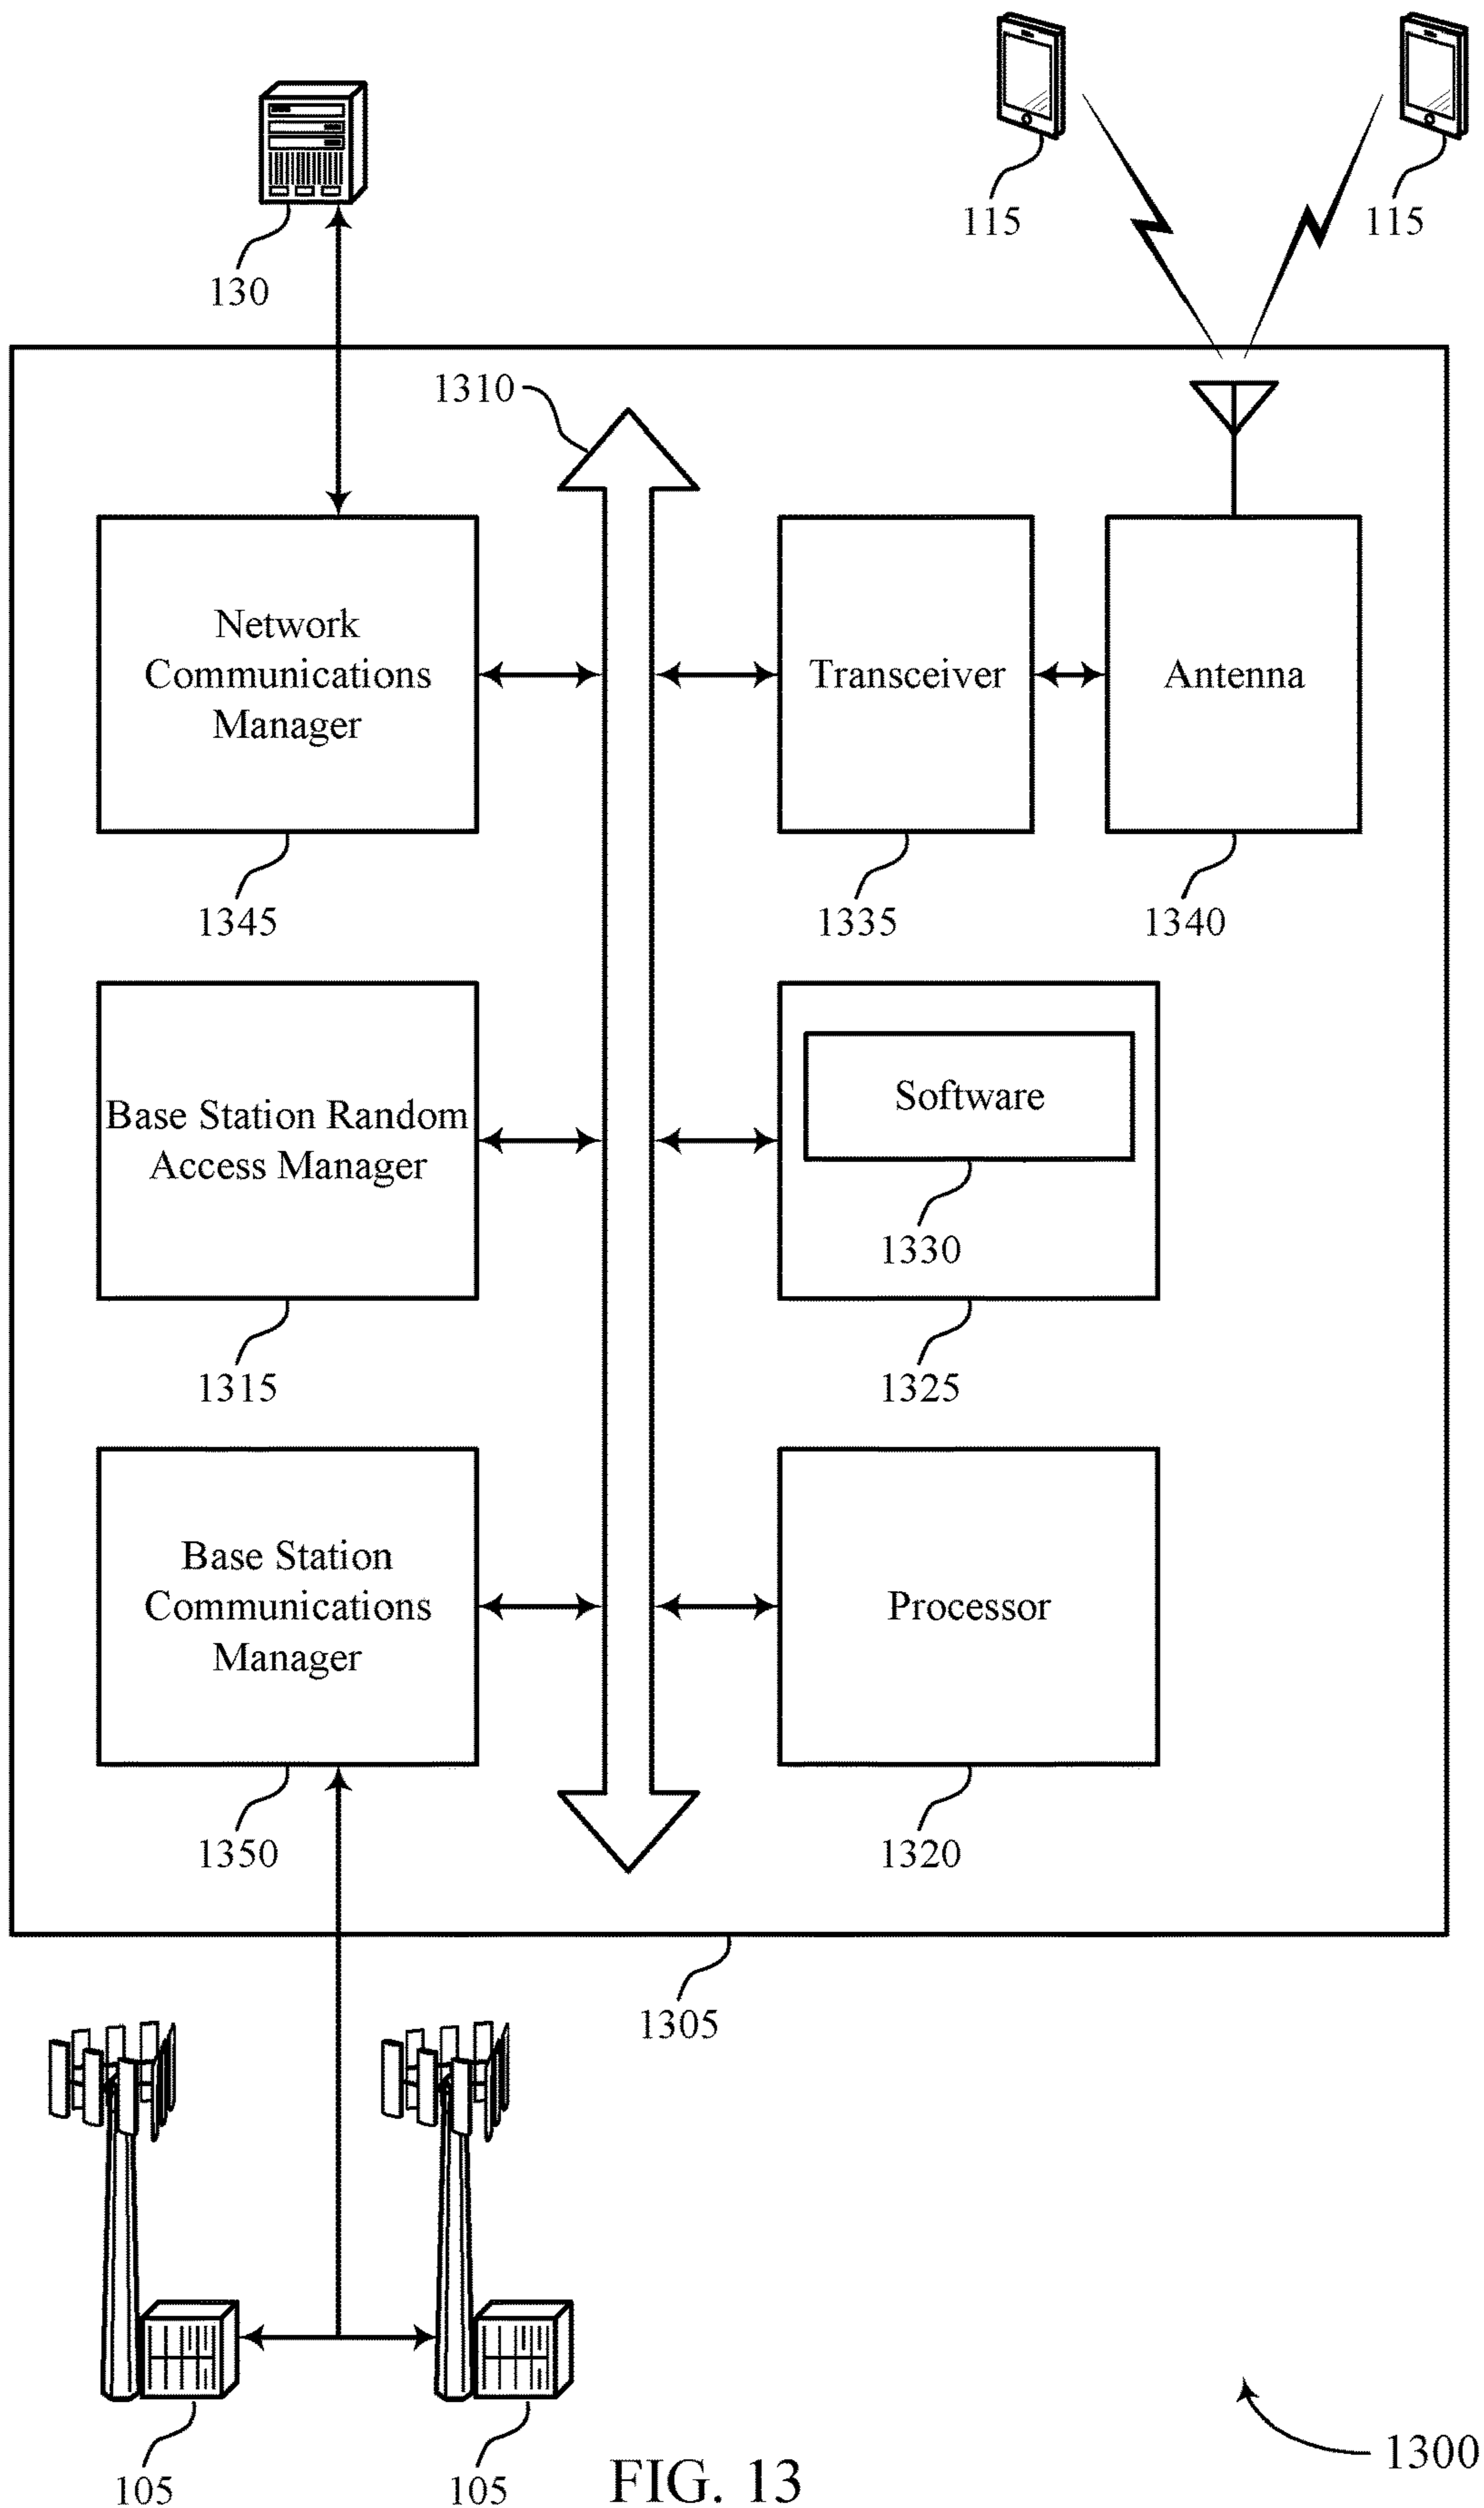 115
115
130
1310
Network
Communications
Manager
Transceiver
Antenna
1345
1335
1340
Base Station Random
Access Manager
Software
1330
1315
1325
Base Station
Communications
Manager
Processor
1350
1320
1305
105
105
FIG. 13
1300